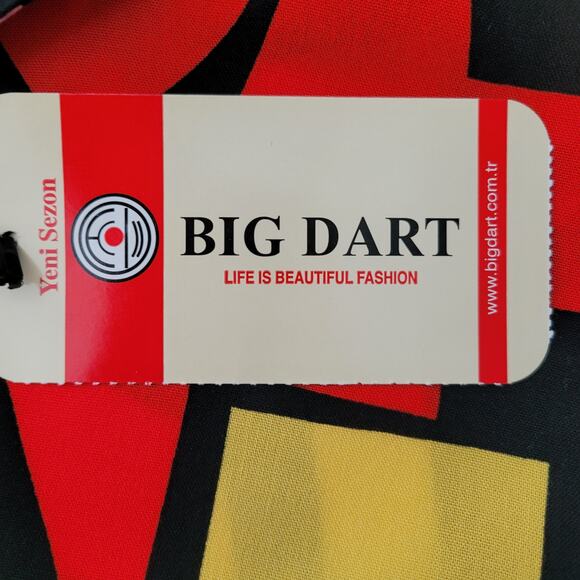 Yeni Sezon
BIG DART
LIFE IS BEAUTIFUL FASHION
www.bigdart.com.tr